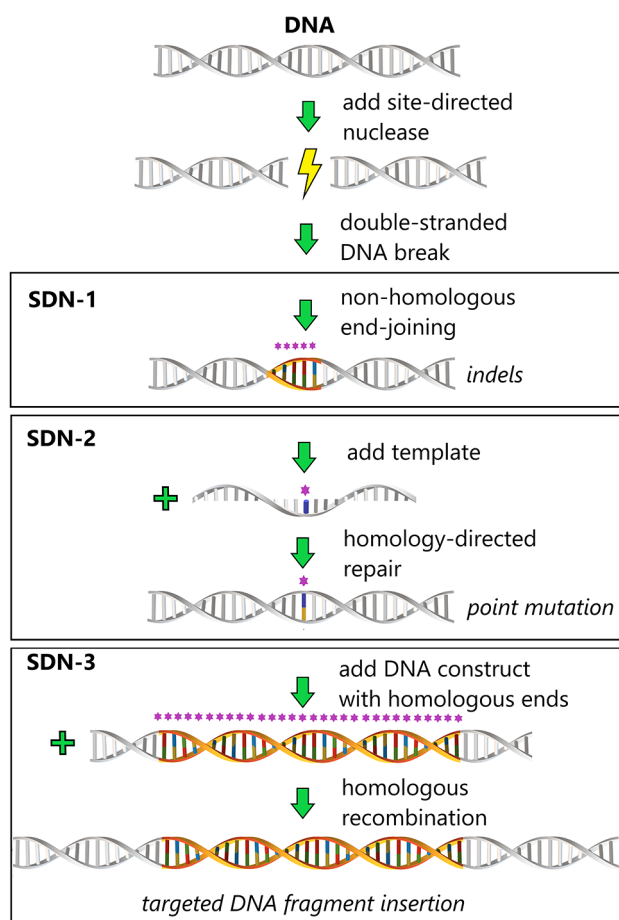 DNA
add site-directed
nuclease
double-stranded
DNA break
SDN-1
non-homologous
end-joining
indels
SDN-2
add template
homology-directed
repair
point mutation
SDN-3
add DNA construct
with homologous ends
homologous
recombination
targeted DNA fragment insertion